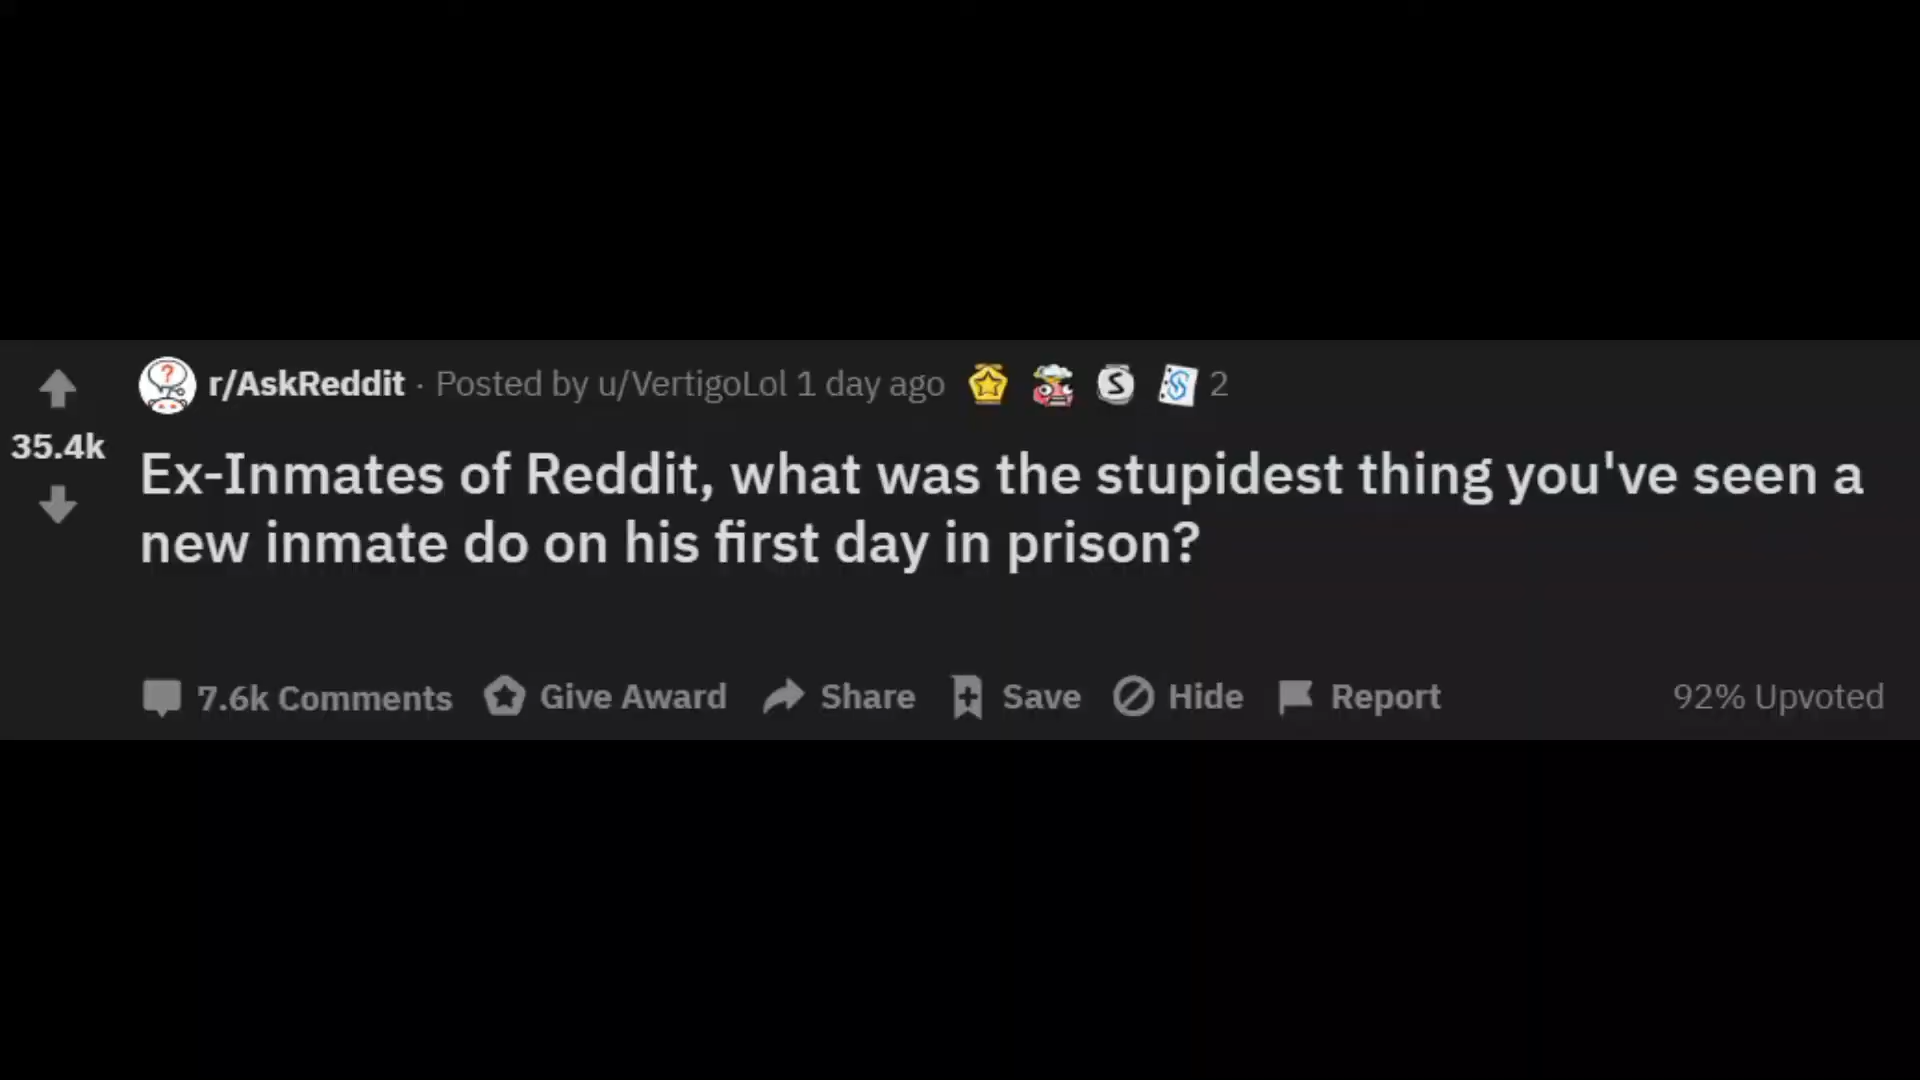 r/AskReddit · Posted by u/VertigoLol 1 day ago 2
35.4k
Ex-Inmates of Reddit, what was the stupidest thing you've seen a
new inmate do on his first day in prison?
7.6k Comments Give Award Share Save Hide Report 92% Upvoted